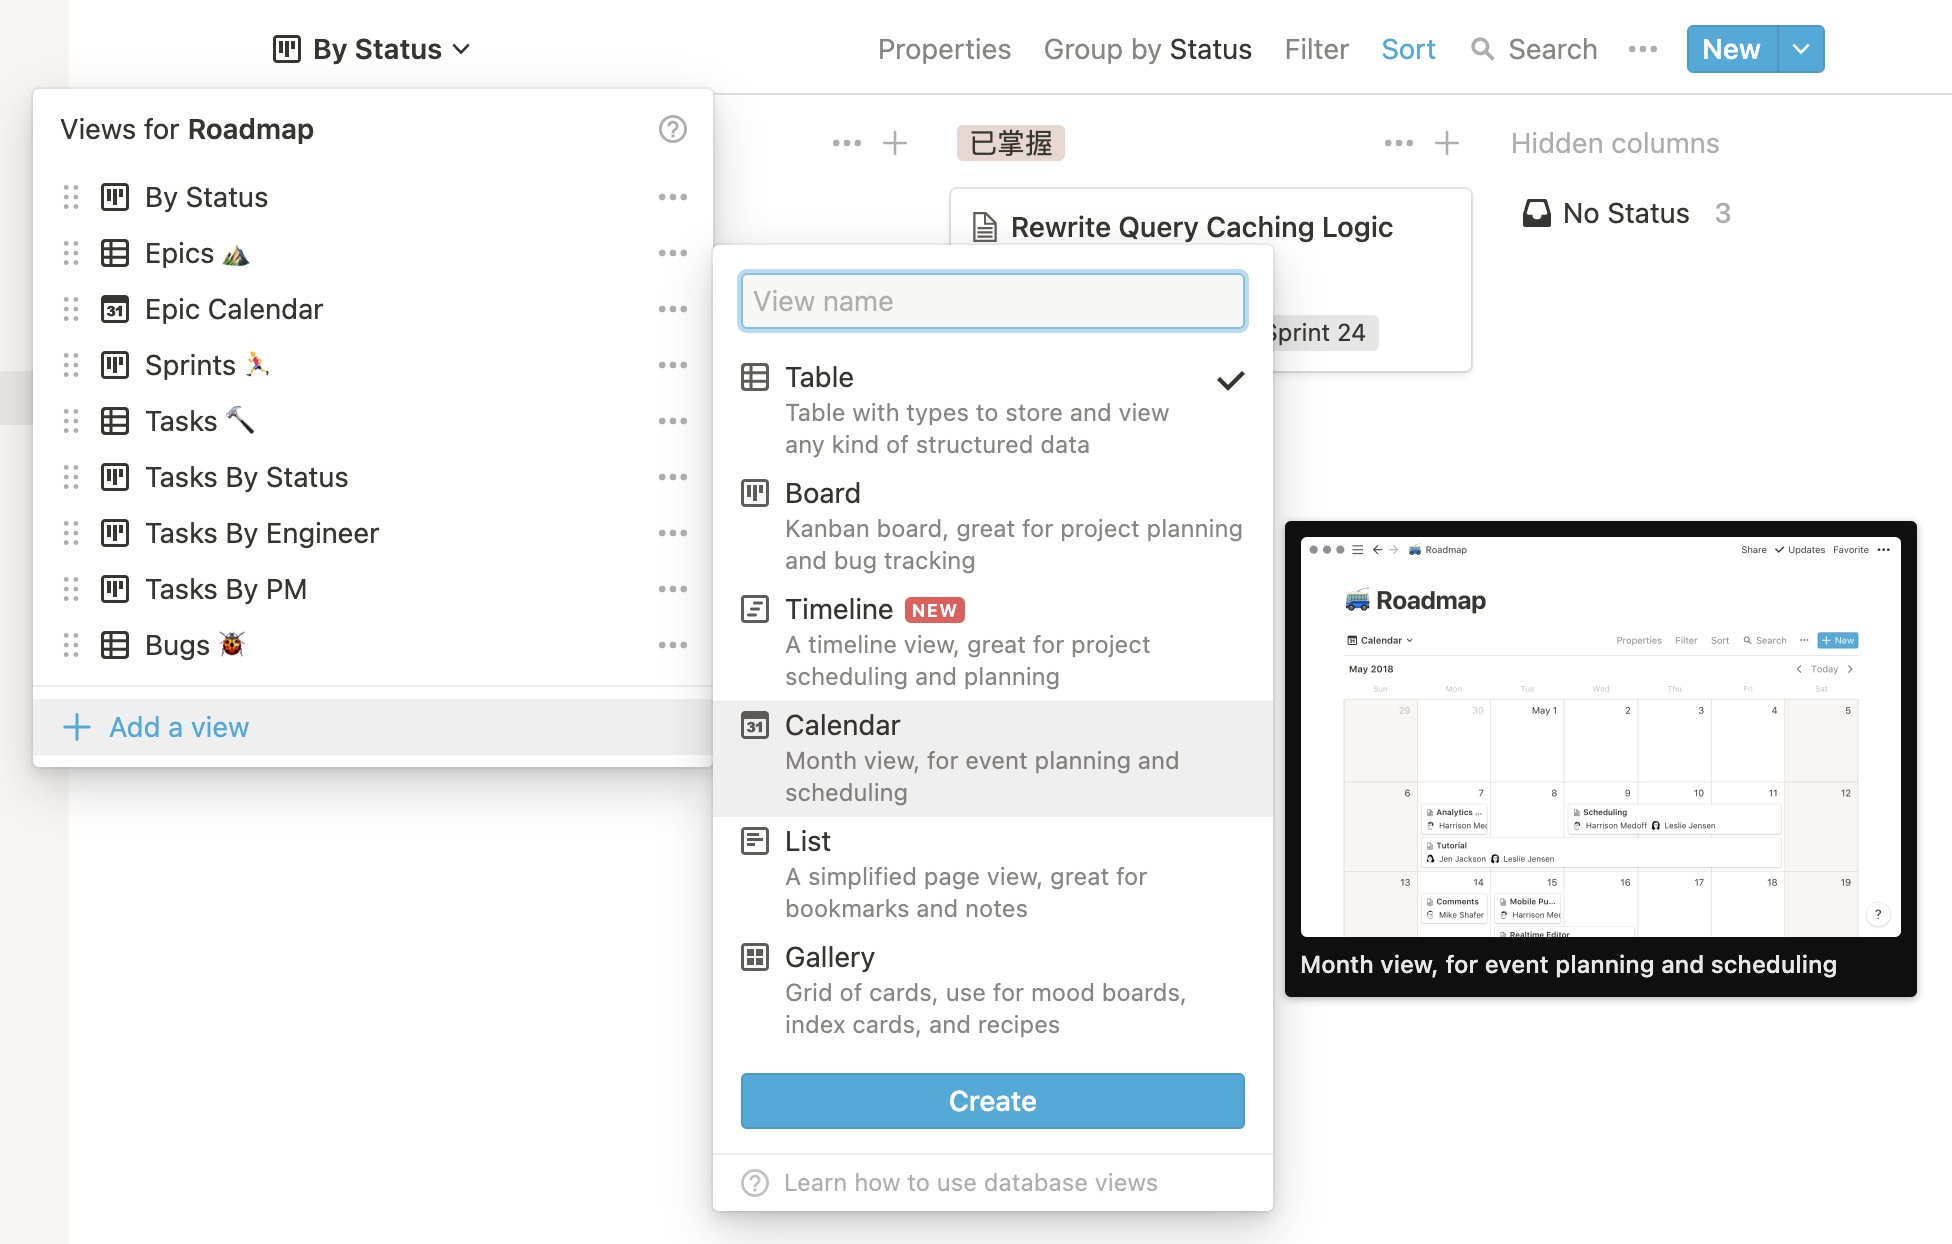 By Status
Properties Group by Status Filter Sort Search New
Views for Roadmap
By Status
Epics
Epic Calendar
Sprints
Tasks
Tasks By Status
Tasks By Engineer
Tasks By PM
Bugs
Add a view
已掌握
Hidden columns
Rewrite Query Caching Logic
Sprint 24
No Status 3
View name
Table
Table with types to store and view
any kind of structured data
Board
Kanban board, great for project planning
and bug tracking
Timeline NEW
A timeline view, great for project
scheduling and planning
31 Calendar
Month view, for event planning and
scheduling
List
A simplified page view, great for
bookmarks and notes
Gallery
Grid of cards, use for mood boards,
index cards, and recipes
Create
Learn how to use database views
Roadmap Share Updates Favorite
Roadmap
Calendar Properties Filter Sort Search New
May 2018 Today
Sun Mon Tue Wed Thu Fri Sat
29 30 May 1 2 3 4 5
6 7 8 9 10 11 12
Analytics ... Scheduling
Harrison Med Harrison Medoff Leslie Jensen
Tutorial
Jen Jackson Leslie Jensen
13 14 15 16 17 18 19
Comments Mobile Pu...
Mike Shafer Harrison Med
Realtime Editor
Month view, for event planning and scheduling